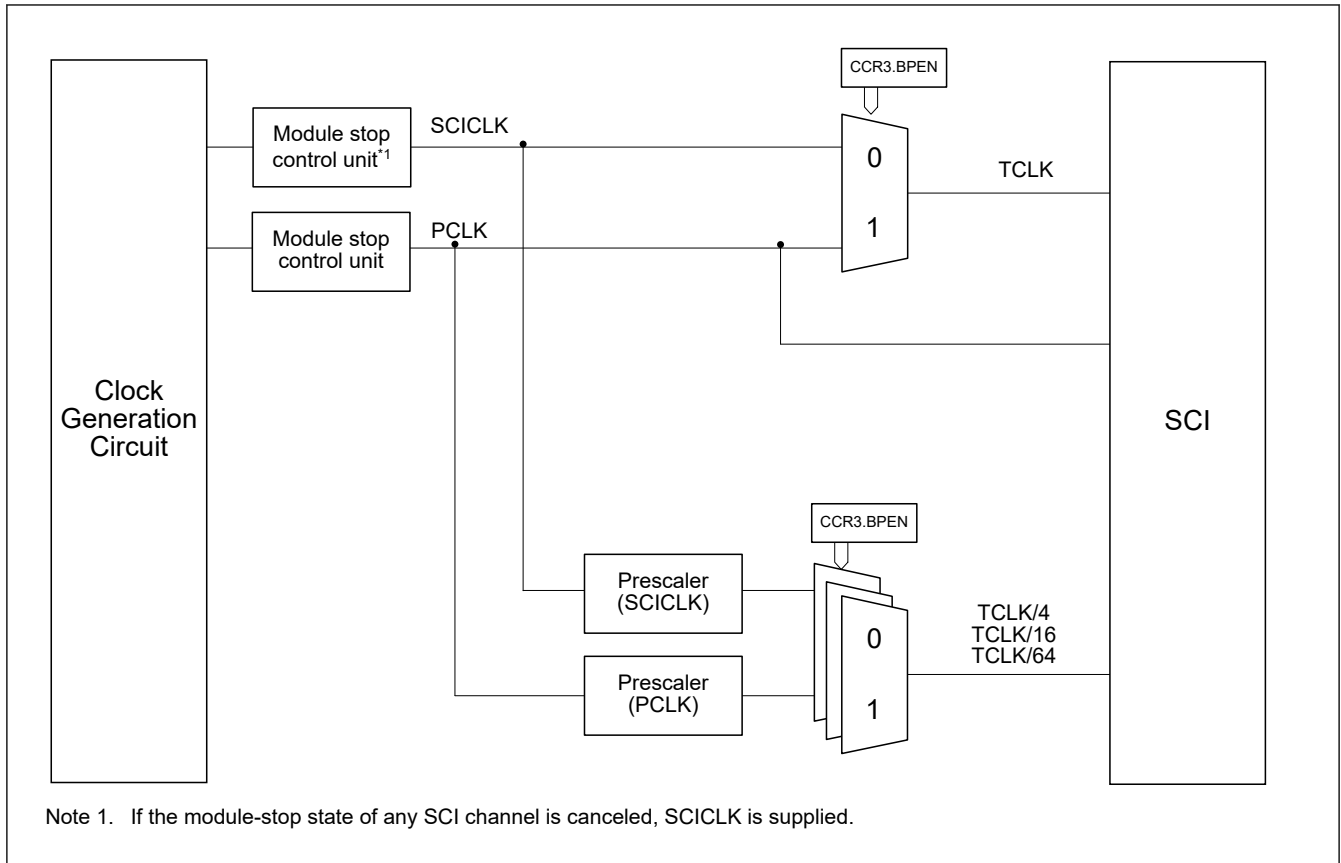 CCR3.BPEN
Module stop
control unit*1
SCICLK
0
TCLK
1
Module stop
control unit
PCLK
Clock
Generation
Circuit
SCI
CCR3.BPEN
Prescaler
(SCICLK)
TCLK/4
TCLK/16
TCLK/64
0
Prescaler
(PCLK)
1
Note 1. If the module-stop state of any SCI channel is canceled, SCICLK is supplied.